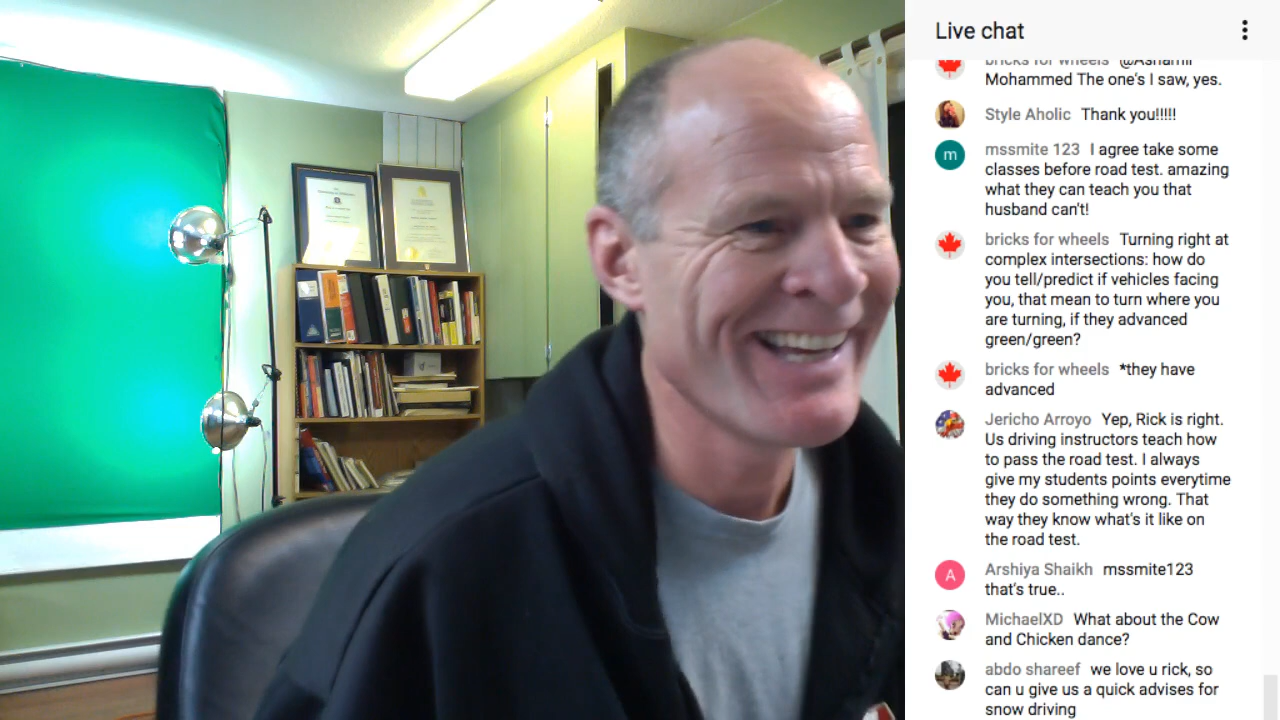 Live chat
bricks for wheels @Ashamil
Mohammed The one's I saw, yes.
Style Aholic Thank you!!!!!
m
mssmite 123 I agree take some
classes before road test. amazing
what they can teach you that
husband can't!
bricks for wheels Turning right at
complex intersections: how do
you tell/predict if vehicles facing
you, that mean to turn where you
are turning, if they advanced
green/green?
bricks for wheels *they have
advanced
Jericho Arroyo Yep, Rick is right.
Us driving instructors teach how
to pass the road test. I always
give my students points everytime
they do something wrong. That
way they know what's it like on
the road test.
A
Arshiya Shaikh mssmite123
that's true..
MichaelXD What about the Cow
and Chicken dance?
abdo shareef we love u rick, so
can u give us a quick advises for
snow driving